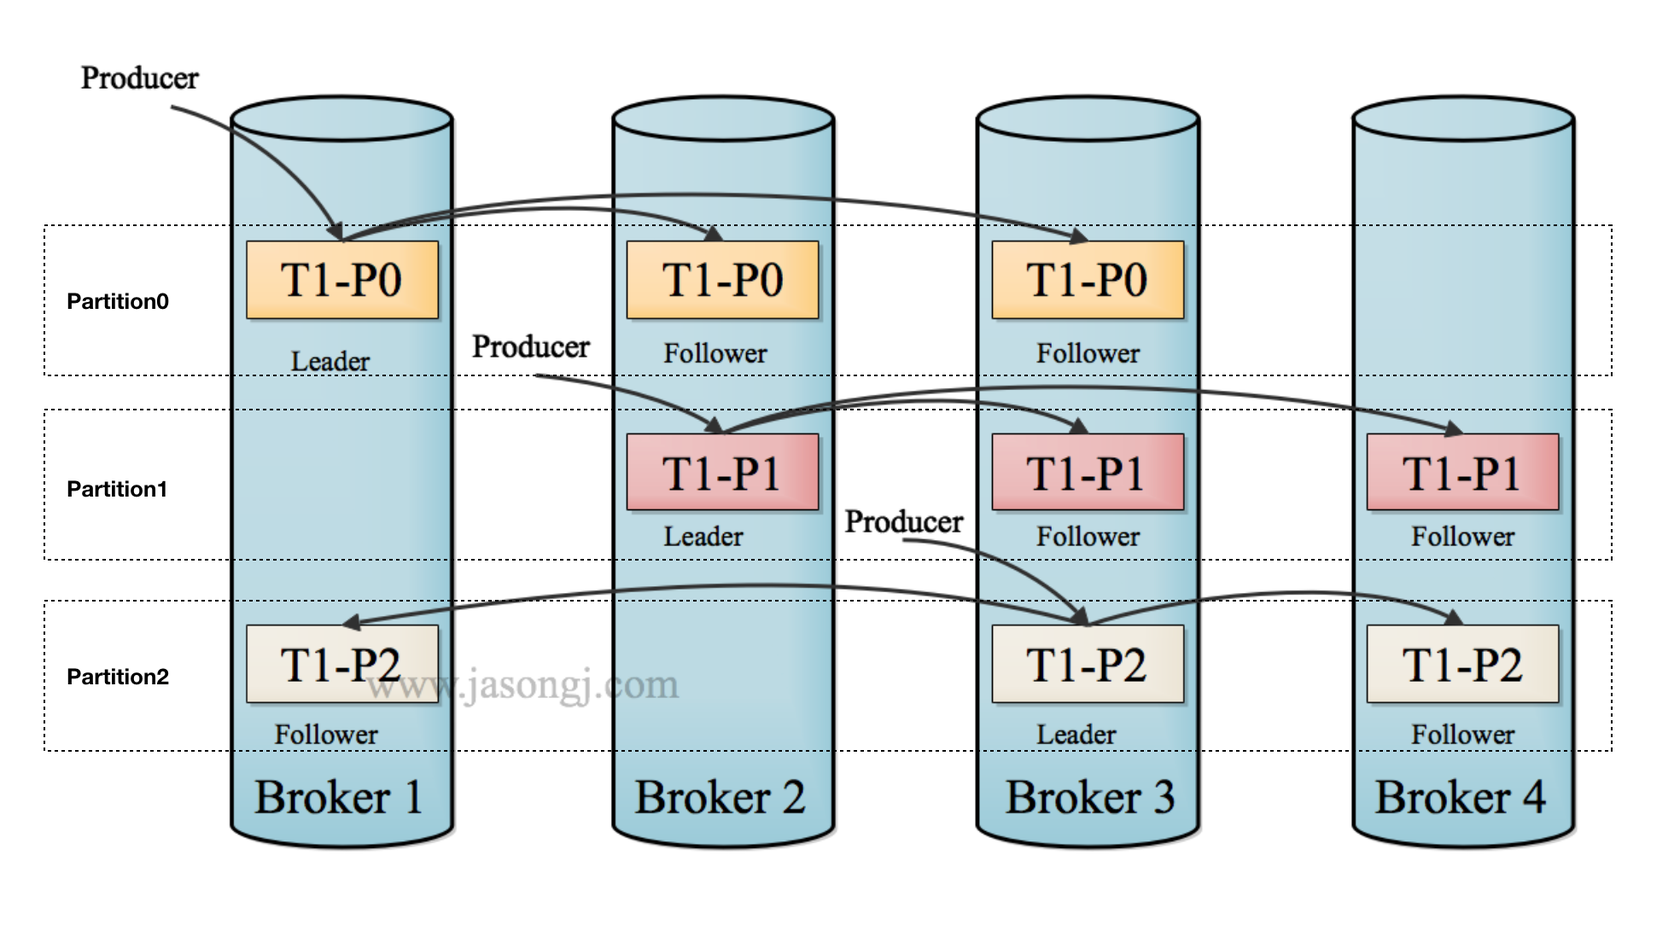 Producer
T1-P0
T1-P0
T1-P0
Partition0
Leader
Producer
Follower
Follower
T1-P1
T1-P1
T1-P1
Partition1
Producer
Leader
Follower
Follower
T1-P2
T1-P2
T1-P2
Partition2
www.jasongj.com
Follower
Leader
Follower
Broker 1
Broker 2
Broker 3
Broker 4